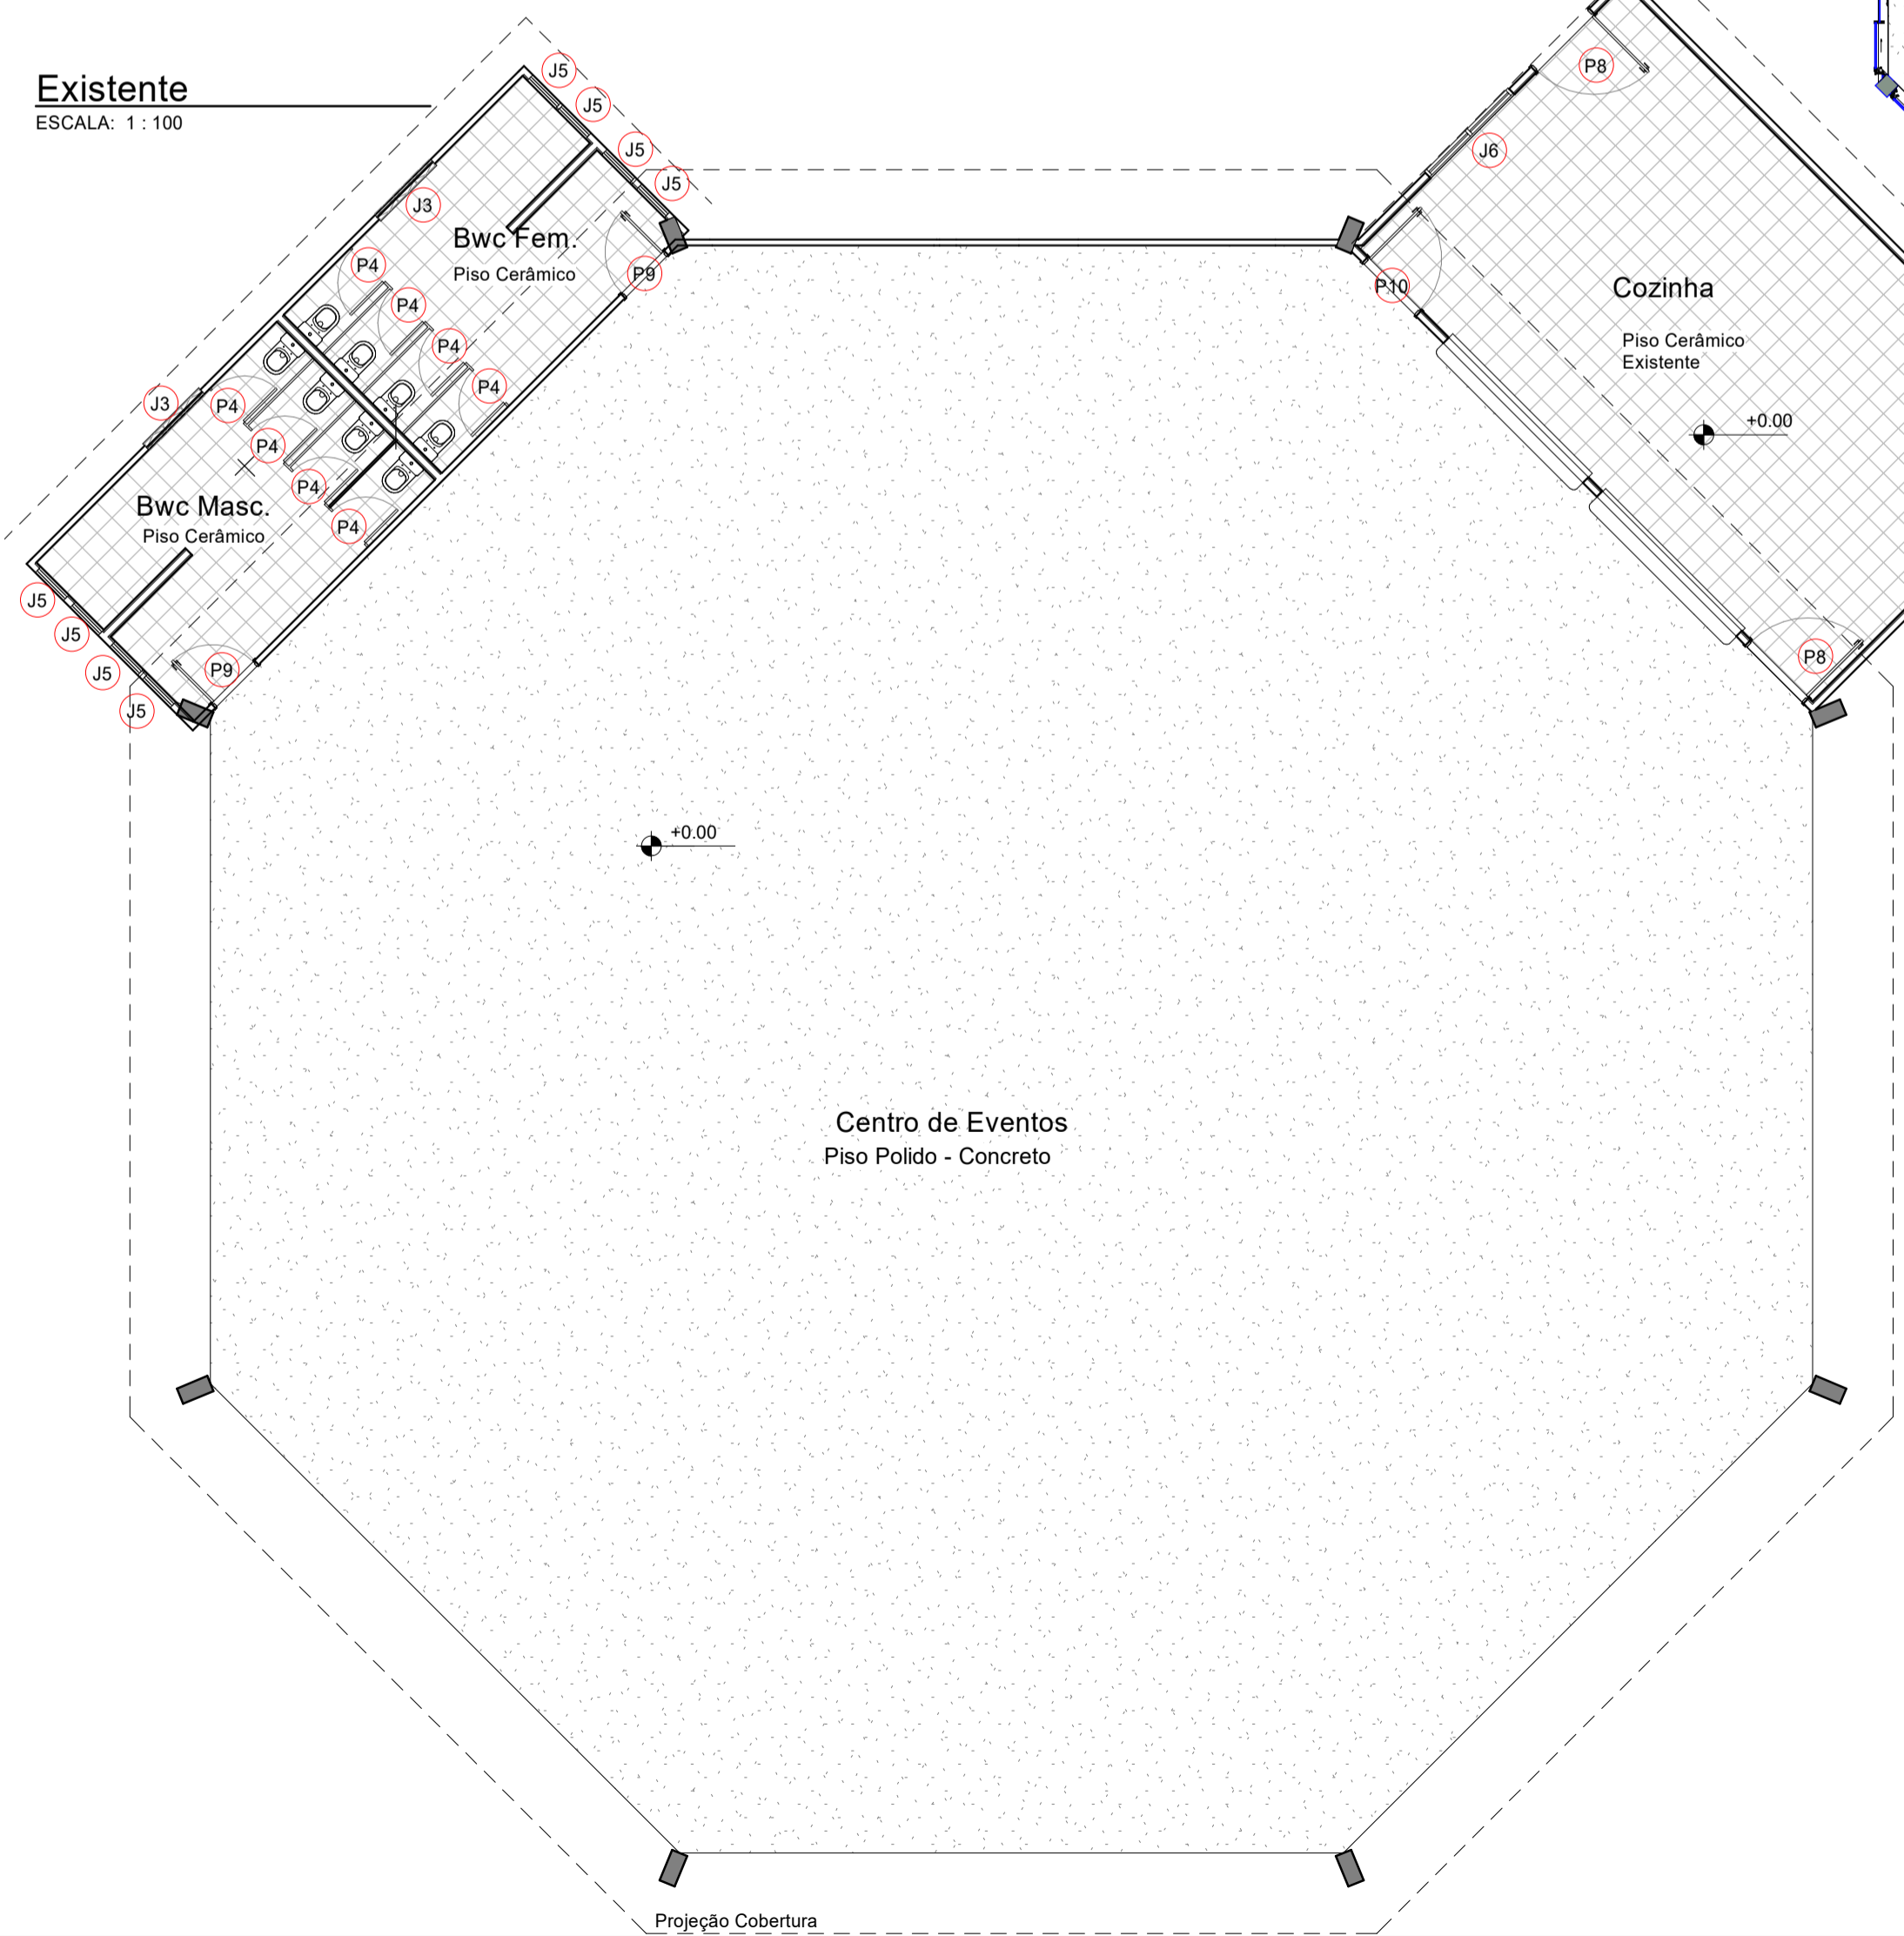 Existente
ESCALA:  1 : 100
J5
J5
J5
J5
J3
Bwc Fem.
Piso Cerâmico
P9
P4
P4
P4
P4
J3
P4
P4
P4
P4
Bwc Masc.
Piso Cerâmico
J5
J5
J5
J5
P9
P8
J6
P10
Cozinha
Piso Cerâmico
Existente
+0.00
P8
+0.00
Centro de Eventos
Piso Polido - Concreto
Projeção Cobertura